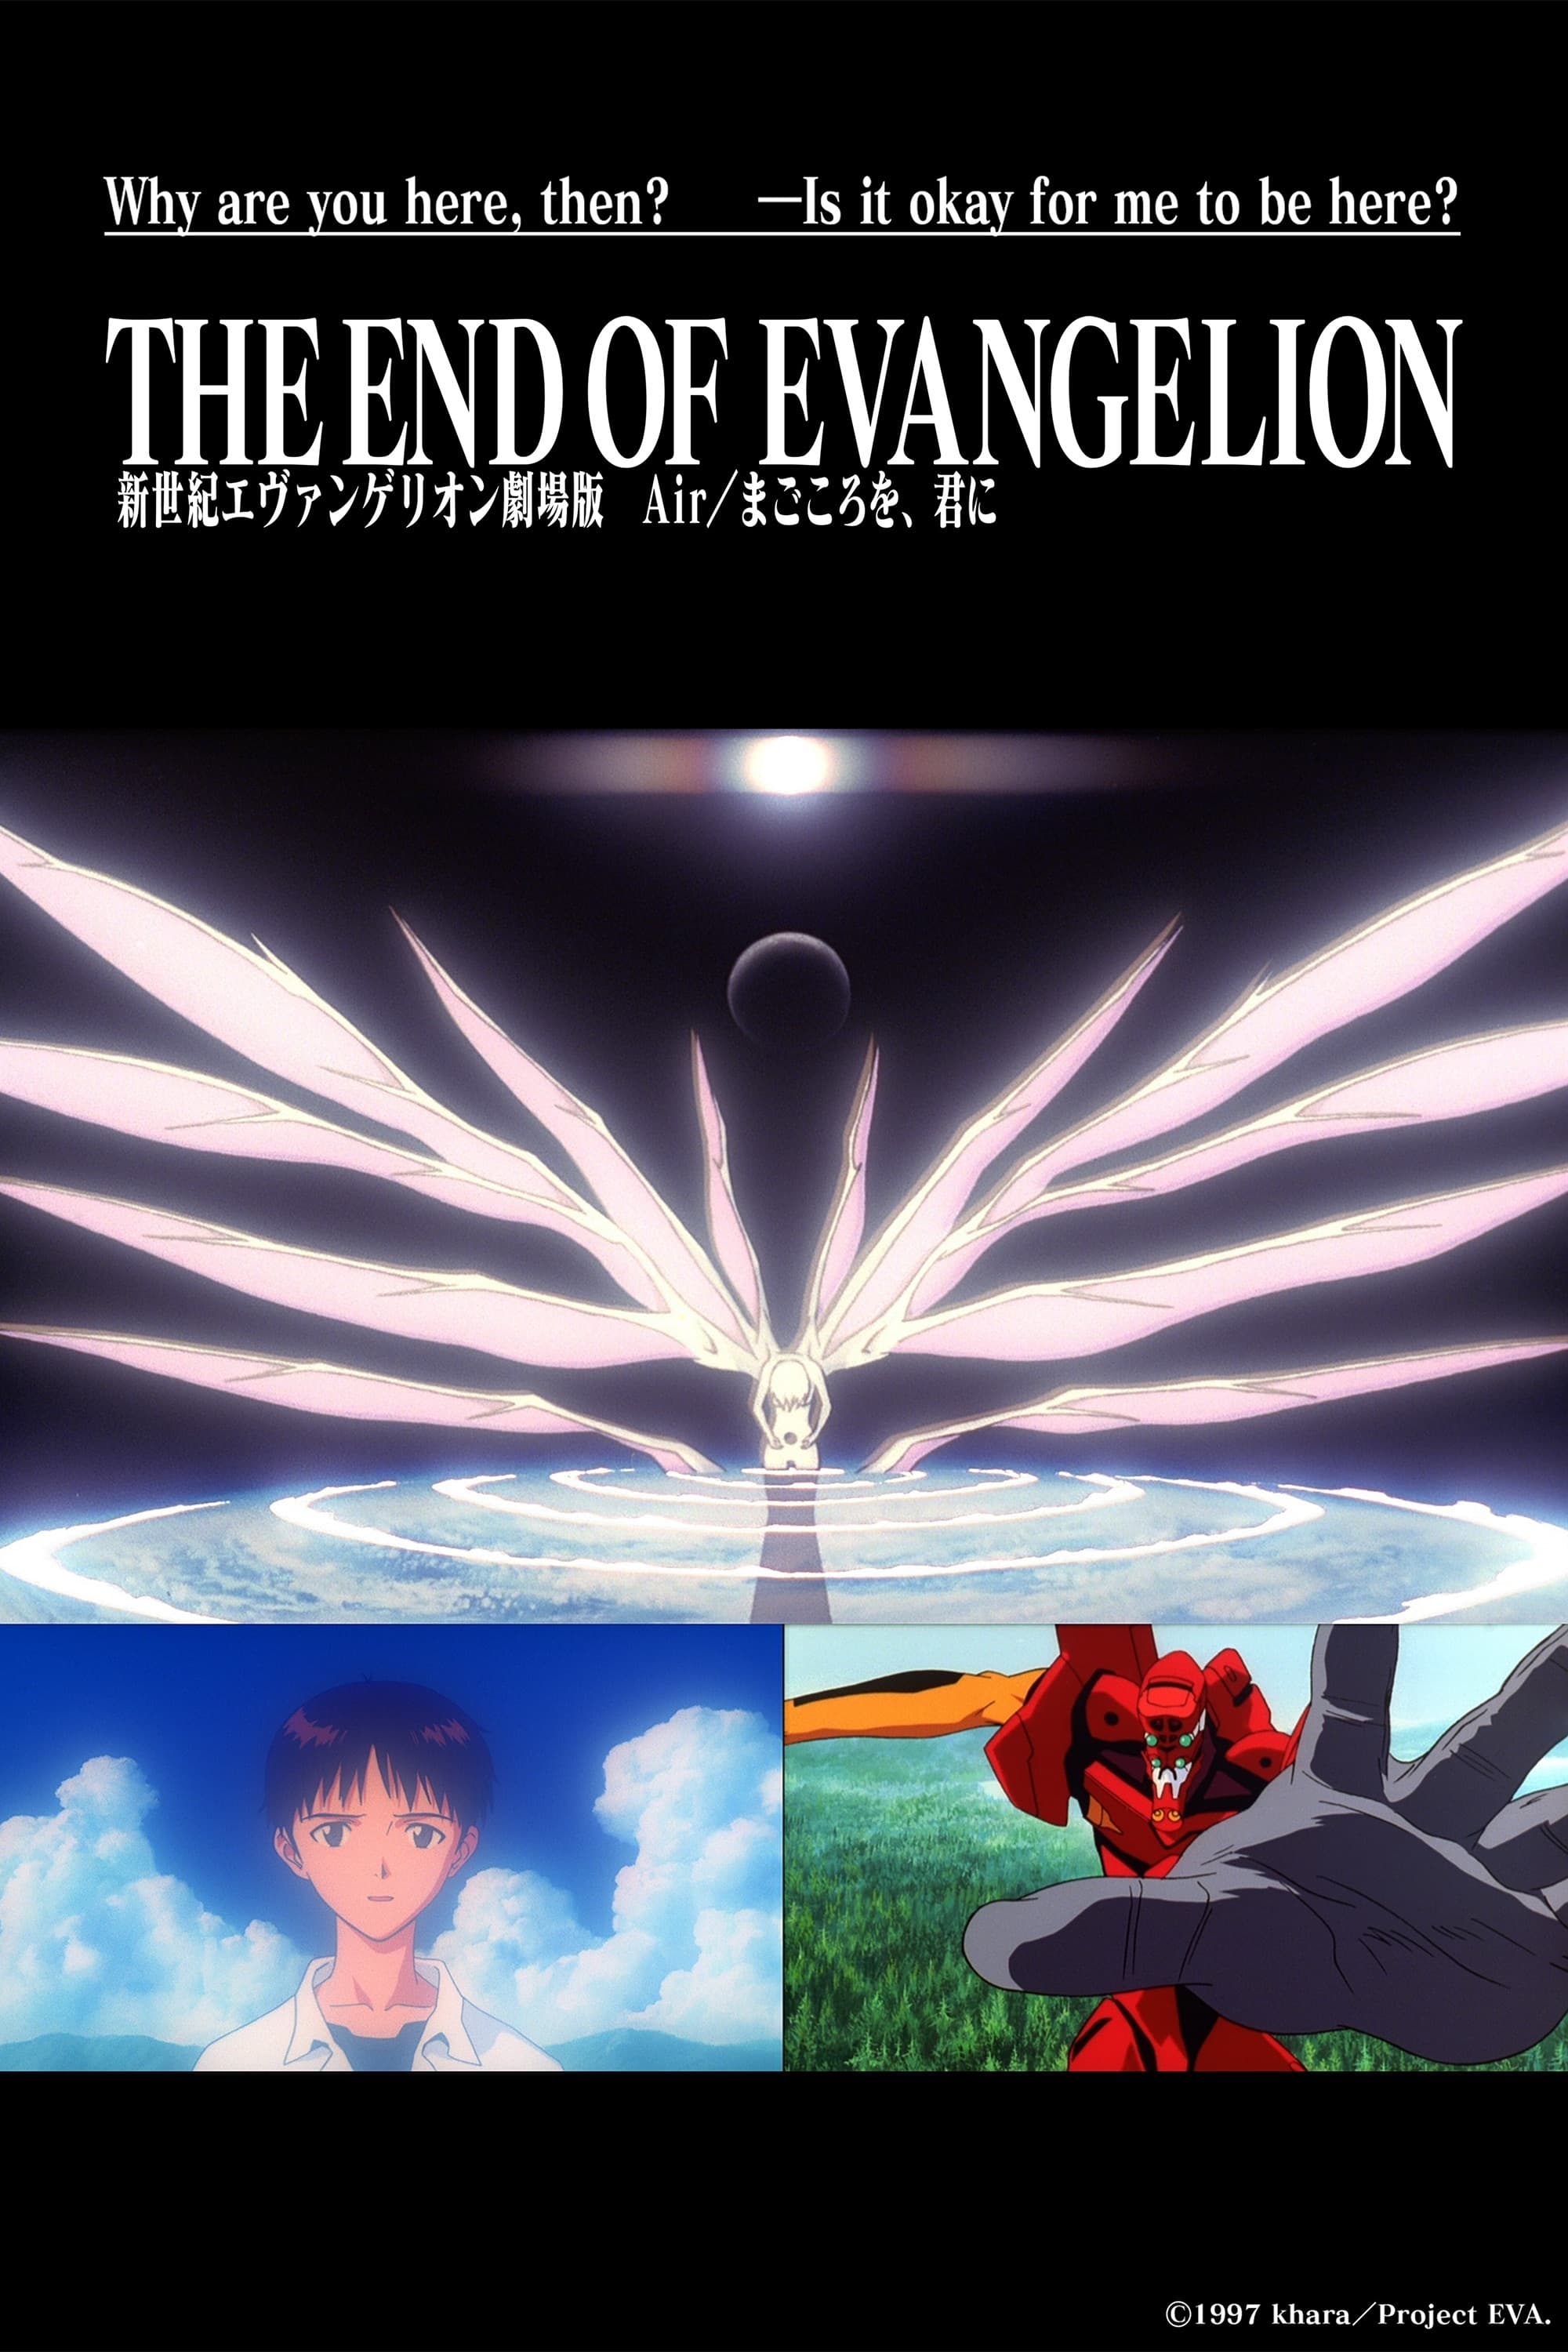 Why are you here, then? —Is it okay for me to be here?
THE END OF EVANGELION
新世紀エヴァンゲリオン劇場版 Air/まごころを、君に
©1997 khara/Project EVA.